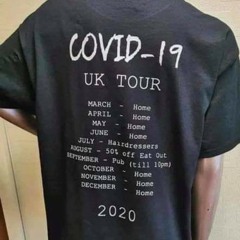 COVID-19
UK TOUR
MARCH - Home
APRIL - Home
MAY - Home
JUNE - Home
JULY - Hairdressers
AUGUST - 50% off Eat Out
SEPTEMBER - Pub (till 10pm)
OCTOBER - Home
NOVEMBER - Home
DECEMBER - Home
2020